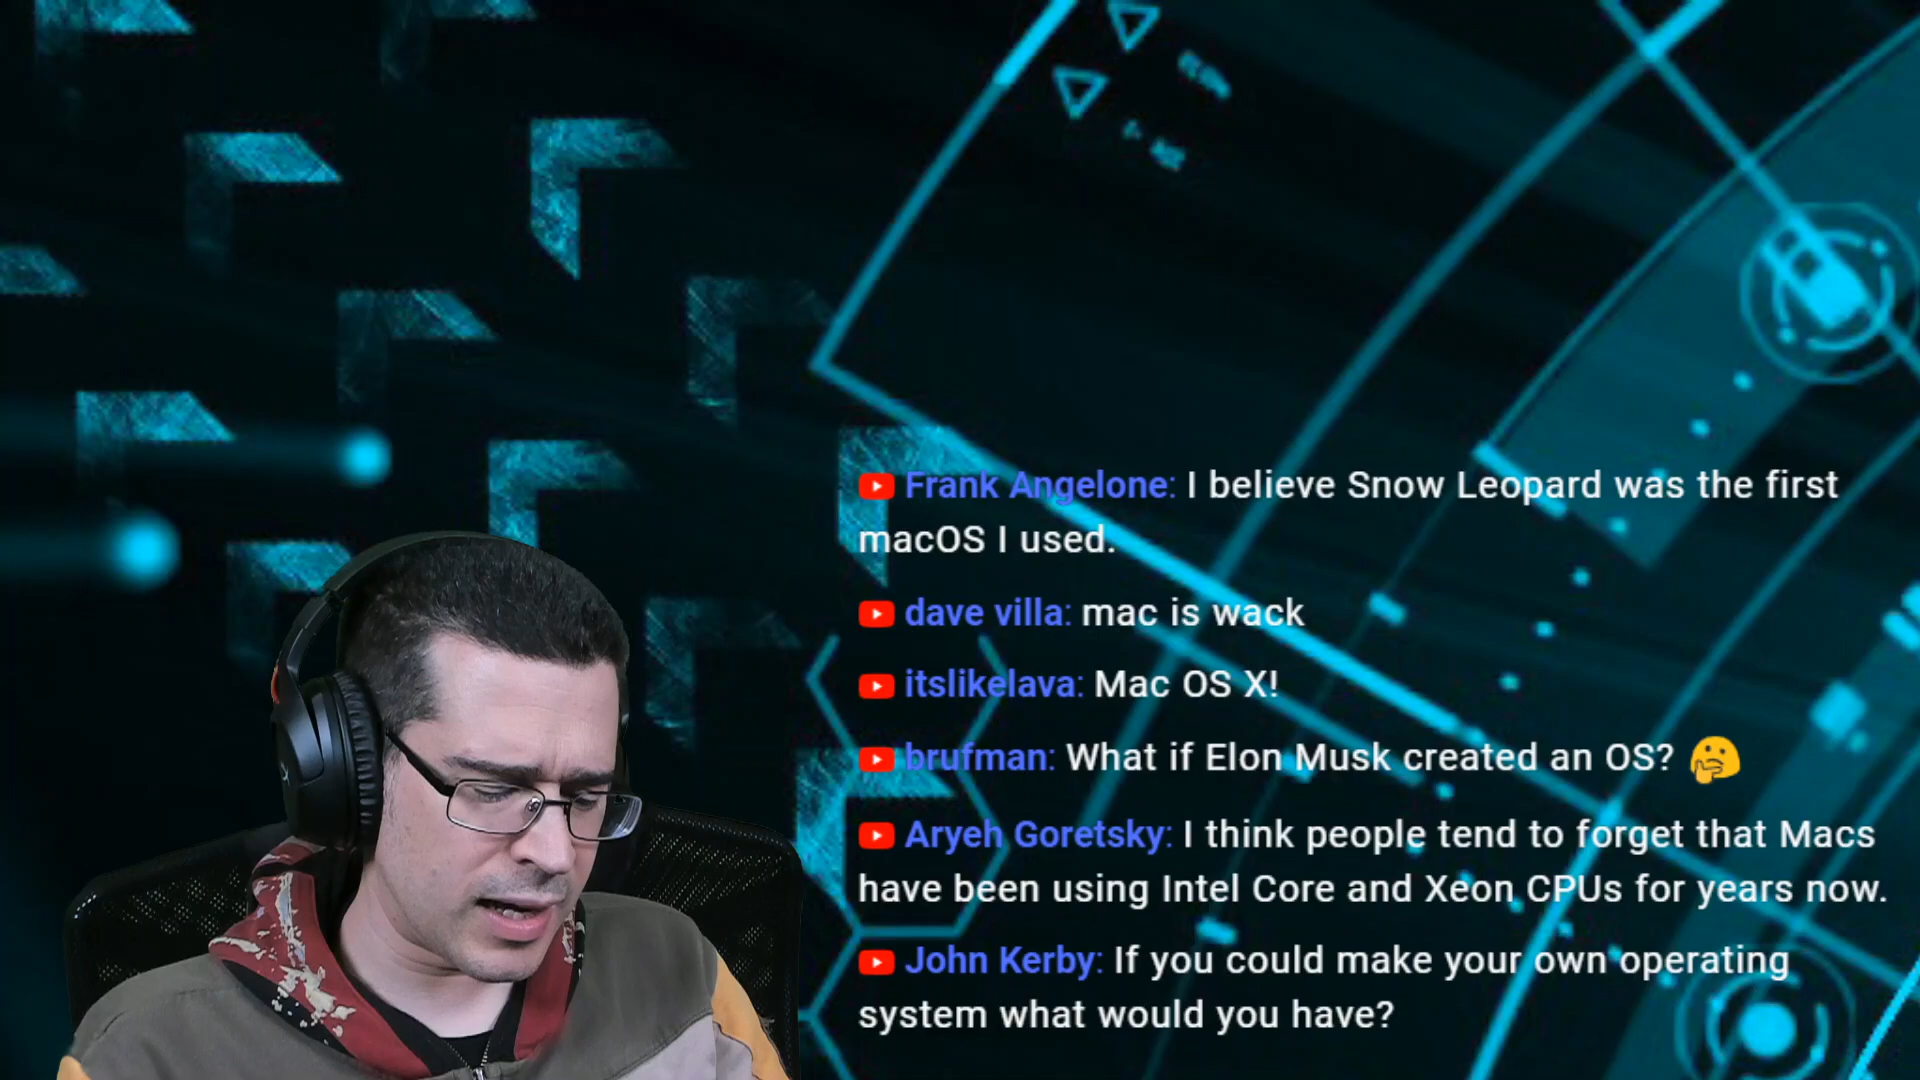 Frank Angelone: I believe Snow Leopard was the first
macOS I used.
dave villa: mac is wack
itslikelava: Mac OS X!
brufman: What if Elon Musk created an OS? 🤔
Aryeh Goretsky: I think people tend to forget that Macs
have been using Intel Core and Xeon CPUs for years now.
John Kerby: If you could make your own operating
system what would you have?